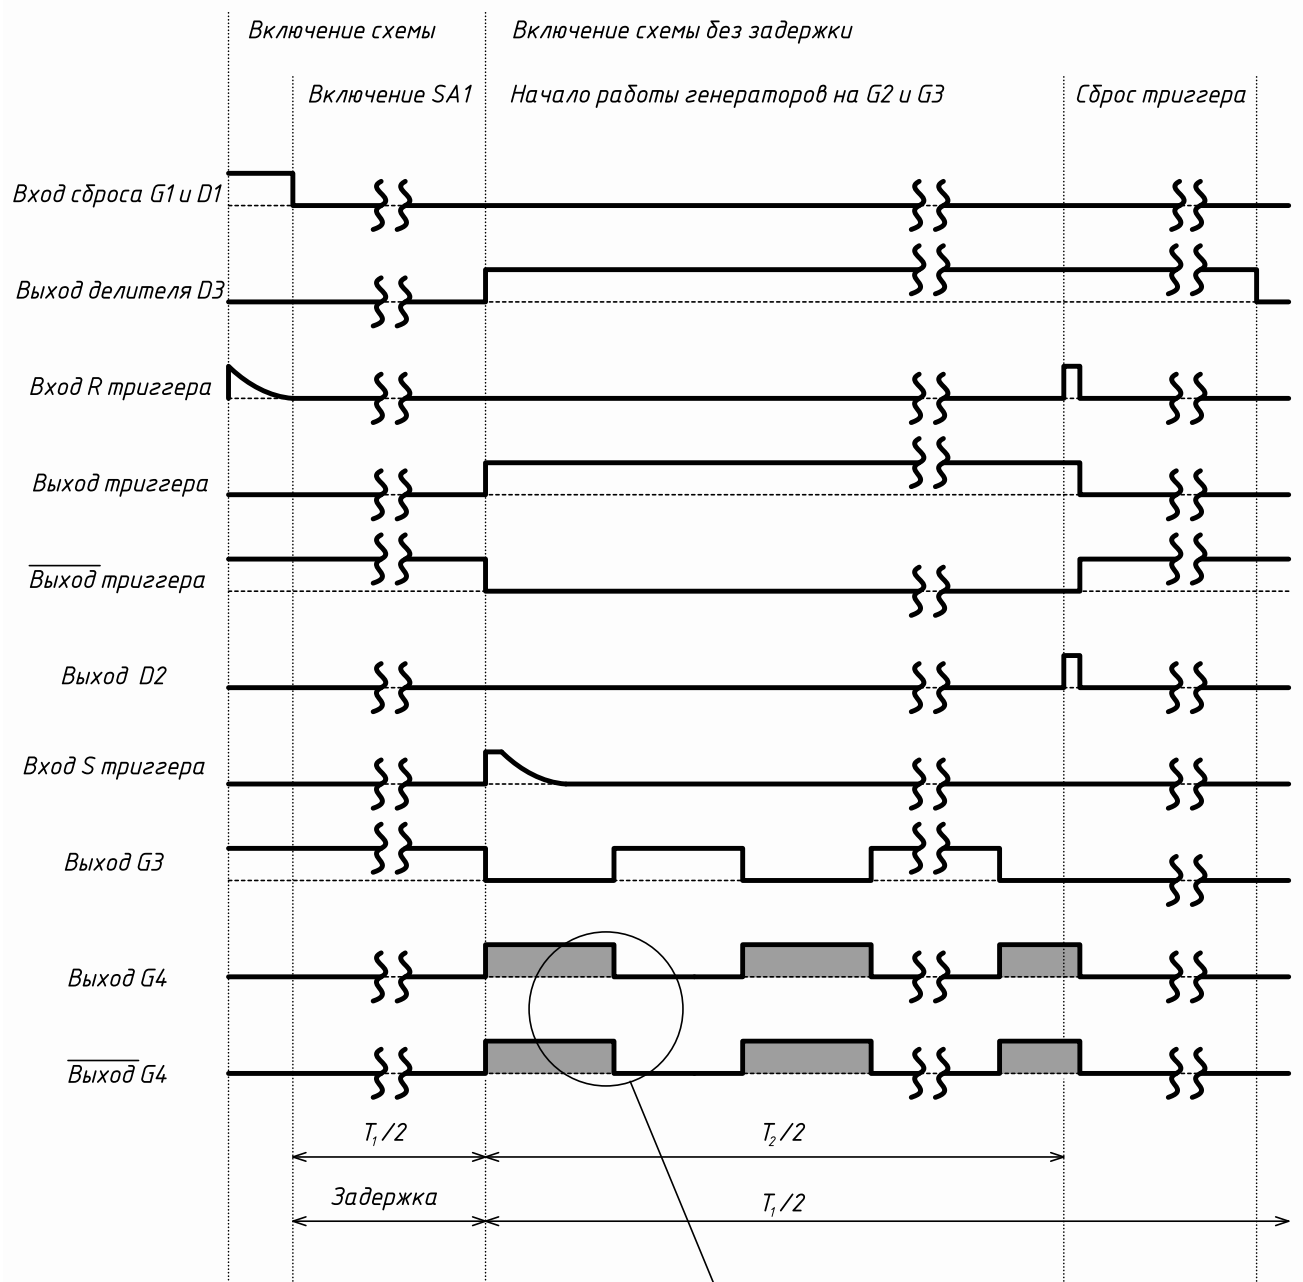 Включение схемы
Включение схемы без задержки
Включение SA1
Начало работы генераторов на G2 и G3
Сброс триггера
Вход сброса G1 и D1
Выход делителя D3
Вход R триггера
Выход триггера
Выход триггера
Выход D2
Вход S триггера
Выход G3
Выход G4
Выход G4
T₁/2
T₂/2
Задержка
T₁/2